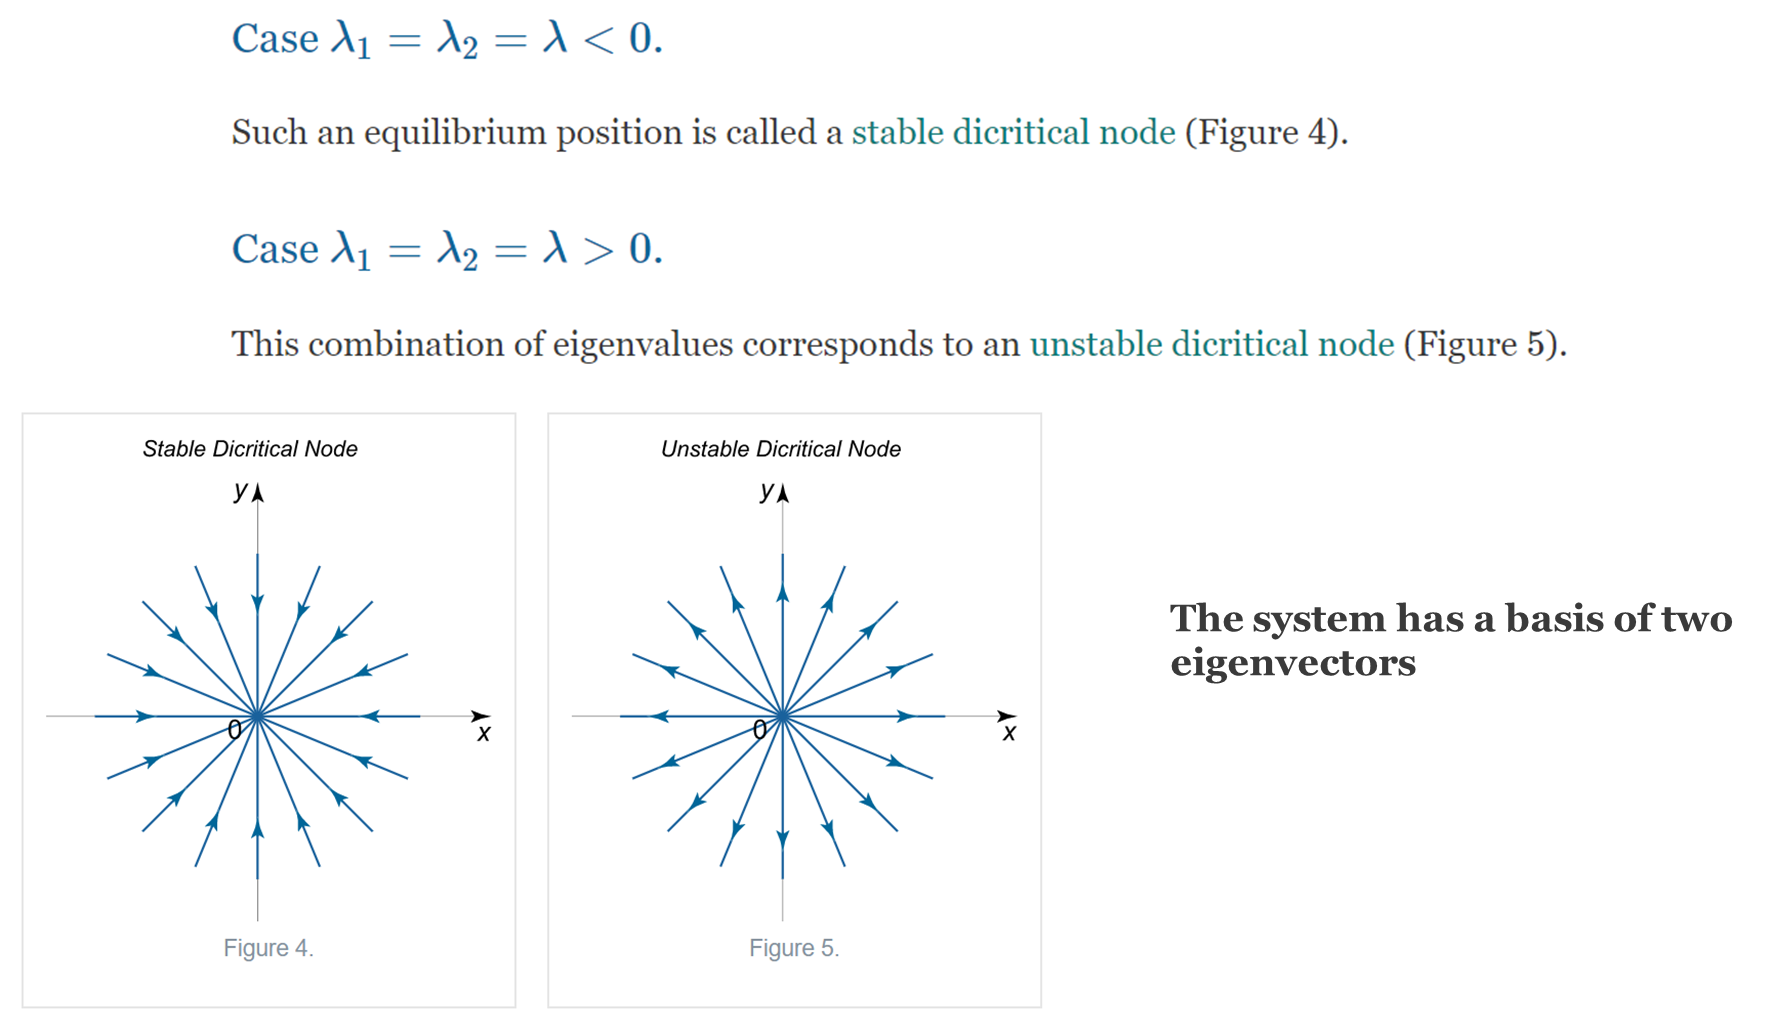 Case λ₁ = λ₂ = λ < 0.
Such an equilibrium position is called a stable dicritical node (Figure 4).
Case λ₁ = λ₂ = λ > 0.
This combination of eigenvalues corresponds to an unstable dicritical node (Figure 5).
Stable Dicritical Node
y
0
x
Figure 4.
Unstable Dicritical Node
y
0
x
Figure 5.
The system has a basis of two
eigenvectors